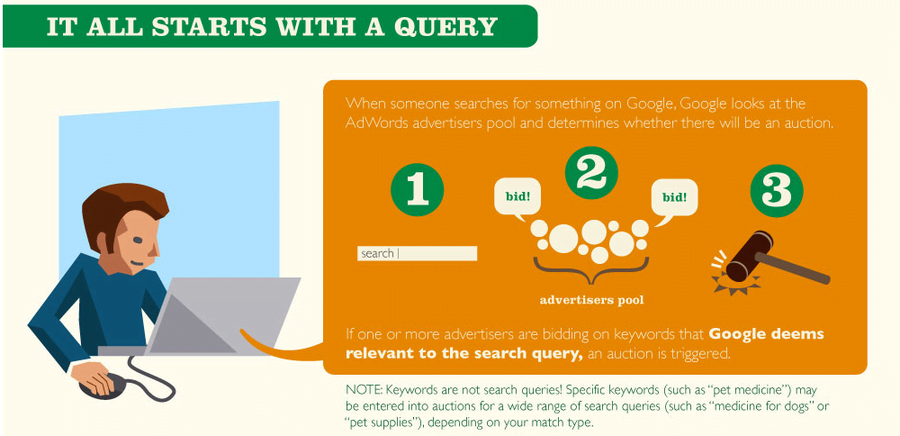 IT ALL STARTS WITH A QUERY
When someone searches for something on Google, Google looks at the
AdWords advertisers pool and determines whether there will be an auction.
1
2
3
bid!
bid!
search |
advertisers pool
If one or more advertisers are bidding on keywords that Google deems
relevant to the search query, an auction is triggered.
NOTE: Keywords are not search queries! Specific keywords (such as “pet medicine”) may
be entered into auctions for a wide range of search queries (such as “medicine for dogs” or
“pet supplies”), depending on your match type.